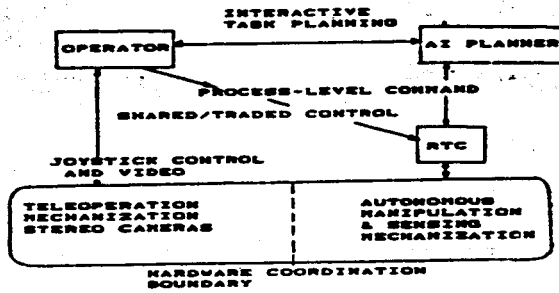 INTERACTIVE
TASK PLANNING
OPERATOR
AI PLANNER
PROCESS-LEVEL COMMAND
SHARED/TRADED CONTROL
RTC
JOYSTICK CONTROL
AND VIDEO
TELEOPERATION
MECHANIZATION
STEREO CAMERAS
AUTONOMOUS
MANIPULATION
& SENSING
MECHANIZATION
HARDWARE COORDINATION
BOUNDARY